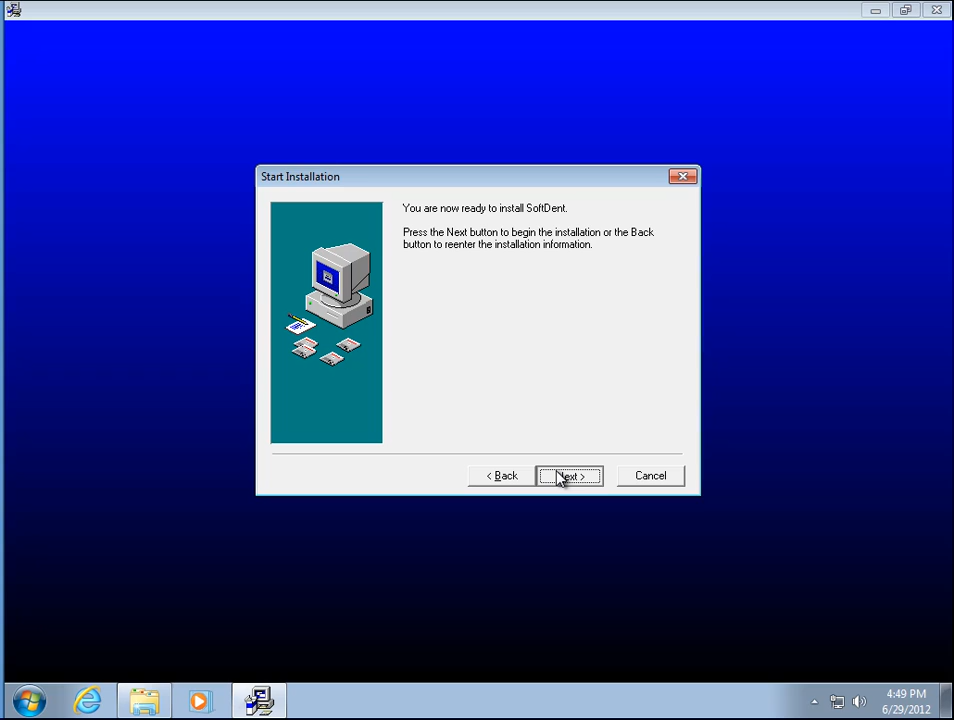 Start Installation
You are now ready to install SoftDent.
Press the Next button to begin the installation or the Back
button to reenter the installation information.
< Back
Next >
Cancel
4:49 PM
6/29/2012